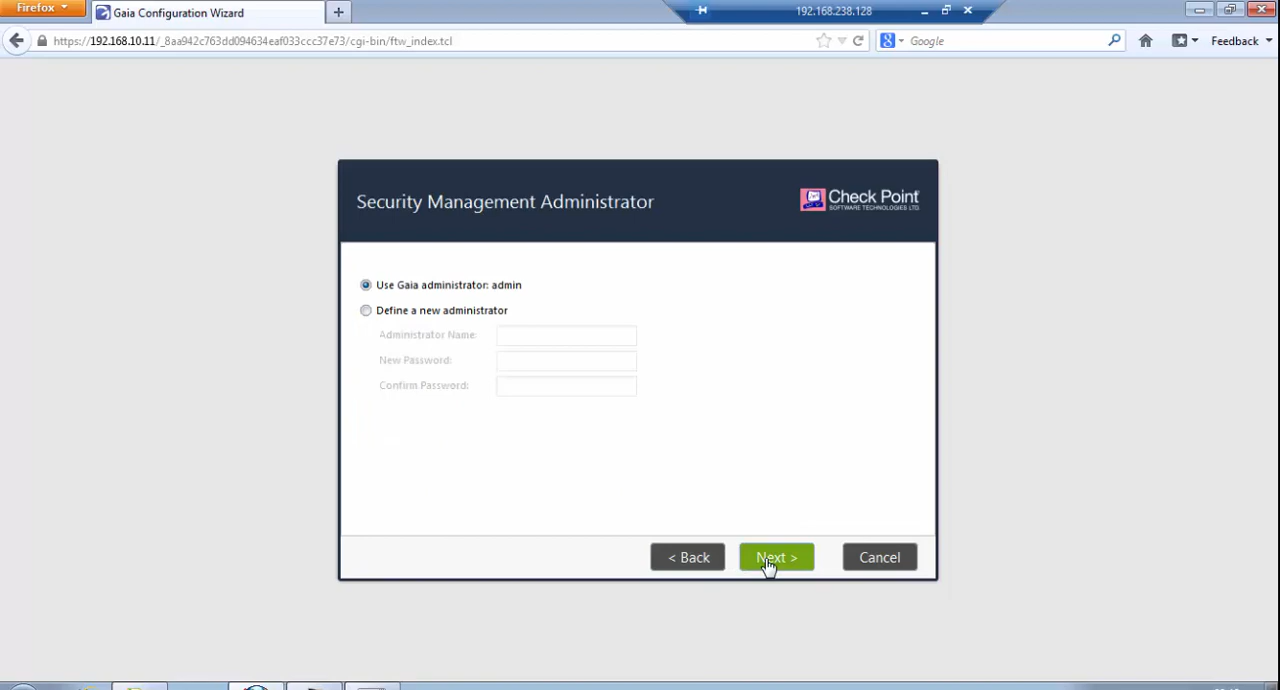 Firefox
Gaia Configuration Wizard
192.168.238.128
https://192.168.10.11/_8aa942c763dd094634eaf033ccc37e73/cgi-bin/ftw_index.tcl
Google
Feedback
Security Management Administrator
Check Point
SOFTWARE TECHNOLOGIES LTD.
Use Gaia administrator: admin
Define a new administrator
Administrator Name:
New Password:
Confirm Password:
< Back
Next >
Cancel